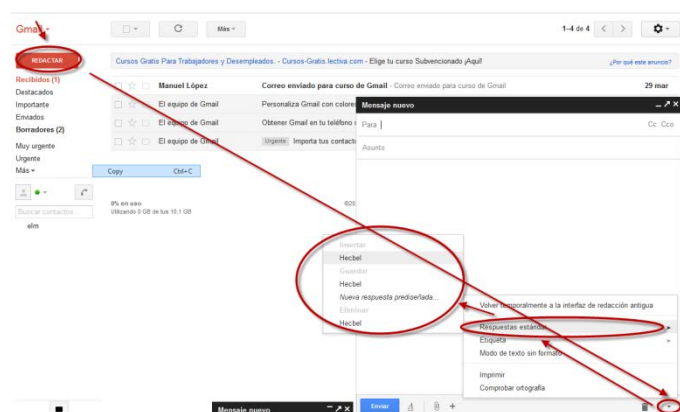 Gmail
Más
1–4 de 4
REDACTAR
Cursos Gratis Para Trabajadores y Desempleados. - Cursos-Gratis.lectiva.com - Elige tu curso Subvencionado ¡Aquí!
¿Por qué este anuncio?
Recibidos (1)
Destacados
Importante
Enviados
Borradores (2)
Muy urgente
Urgente
Más
Manuel López
Correo enviado para curso de Gmail - Correo enviado para curso de Gmail
29 mar
El equipo de Gmail
Personaliza Gmail con colore
El equipo de Gmail
Obtener Gmail en tu teléfono
El equipo de Gmail
Urgente Importa tus contact
Copy Ctrl+C
Buscar contactos
elm
0% en uso
Utilizando 0 GB de tus 10,1 GB
©20
Mensaje nuevo
Para
Cc Cco
Asunto
Insertar
Hecbel
Guardar
Hecbel
Nueva respuesta prediseñada...
Eliminar
Hecbel
Volver temporalmente a la interfaz de redacción antigua
Respuestas estándar
Etiqueta
Modo de texto sin formato
Imprimir
Comprobar ortografía
Enviar
Mensaje nuevo